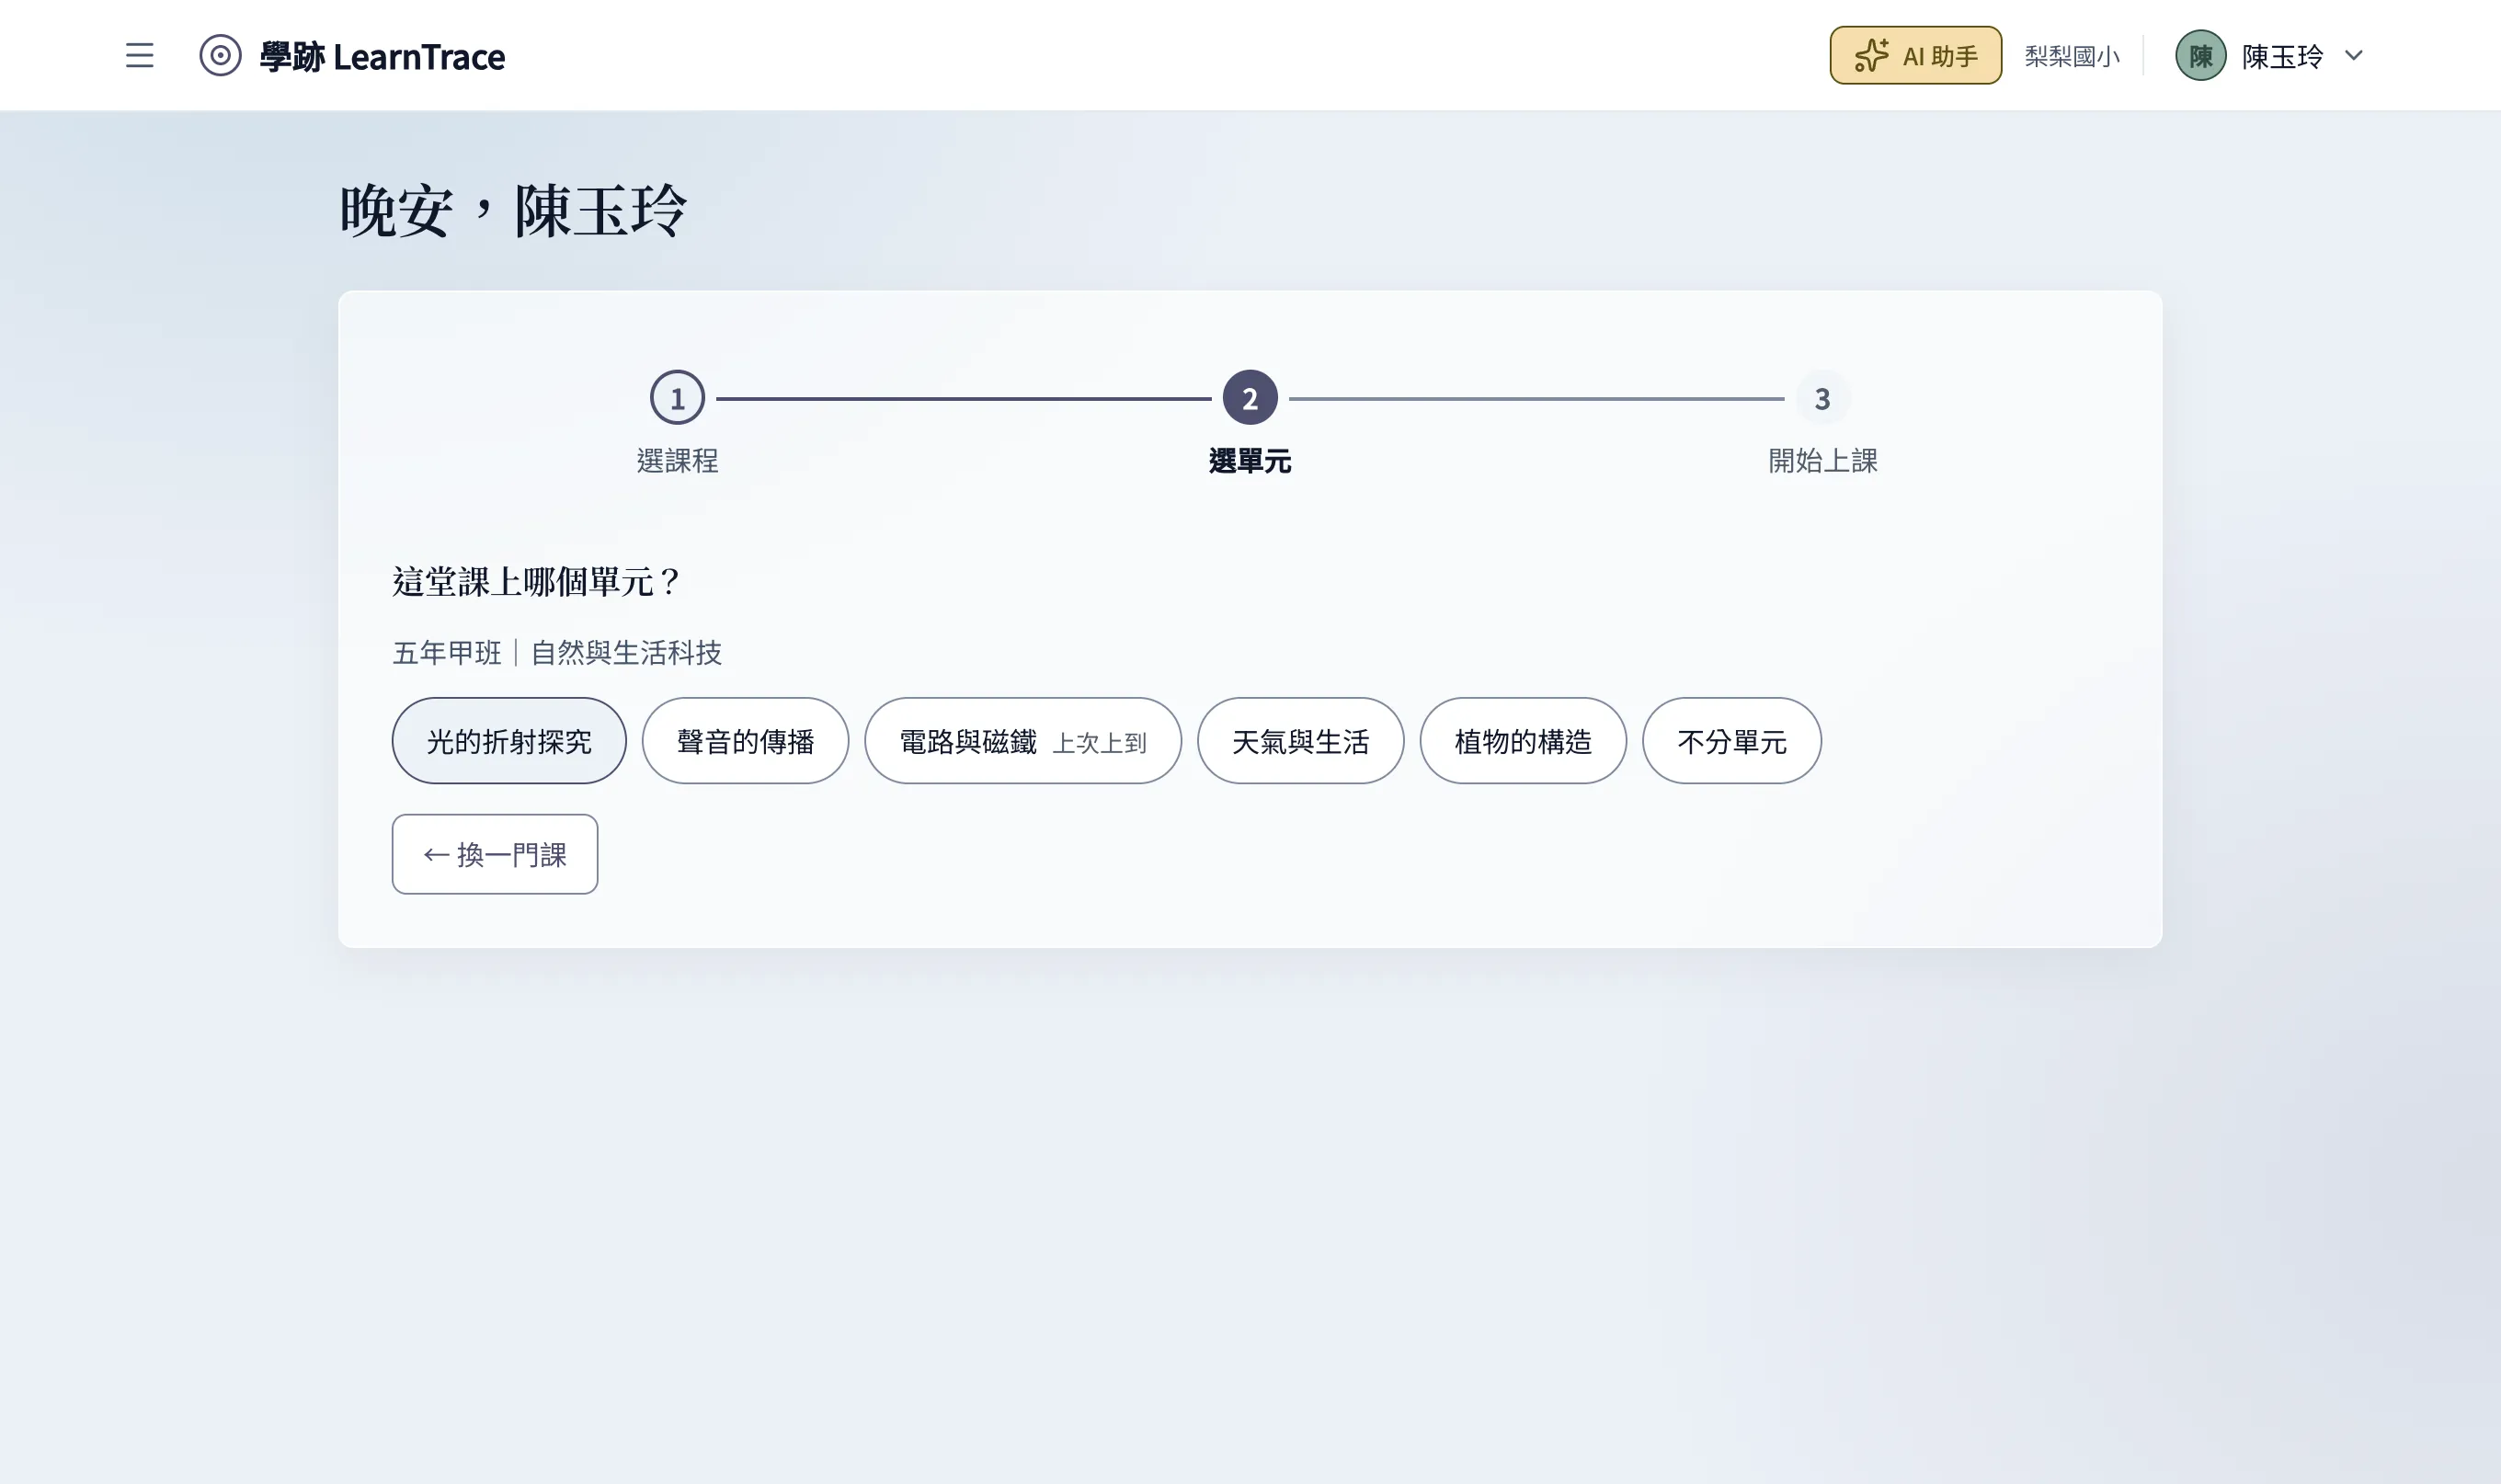 學跡 LearnTrace
AI 助手
梨梨國小
陳
陳玉玲
晚安，陳玉玲
1
2
3
選課程
選單元
開始上課
這堂課上哪個單元？
五年甲班｜自然與生活科技
光的折射探究
聲音的傳播
電路與磁鐵 上次上到
天氣與生活
植物的構造
不分單元
← 換一門課